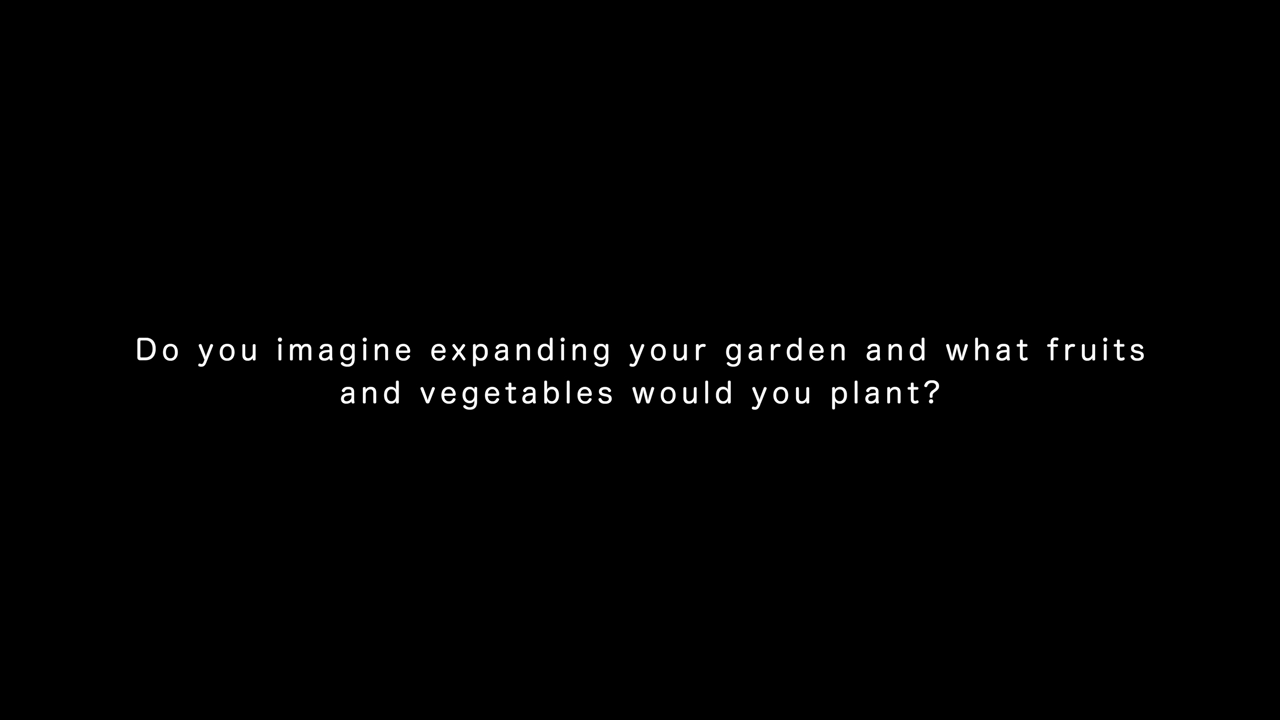 Do you imagine expanding your garden and what fruits
and vegetables would you plant?